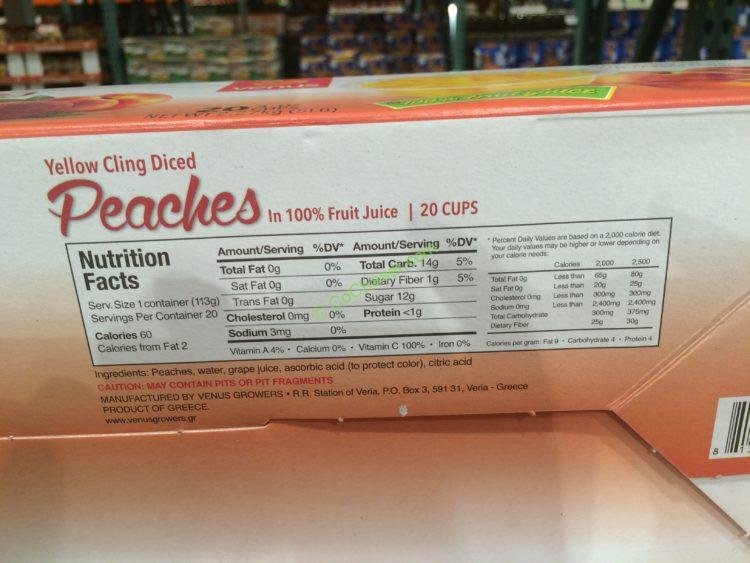 Venus
20
NET WT
Yellow Cling Diced
Peaches In 100% Fruit Juice | 20 CUPS
Nutrition
Facts
Serv. Size 1 container (113g)
Servings Per Container 20
Calories 60
Calories from Fat 2
Amount/Serving %DV* Amount/Serving %DV*
Total Fat 0g 0% Total Carb. 14g 5%
Sat Fat 0g 0% Dietary Fiber 1g 5%
Trans Fat 0g Sugar 12g
Cholesterol 0mg 0% Protein <1g
Sodium 3mg 0%
Vitamin A 4% • Calcium 0% • Vitamin C 100% • Iron 0%
* Percent Daily Values are based on a 2,000 calorie diet.
Your daily values may be higher or lower depending on
your calorie needs:
Calories 2,000 2,500
Total Fat 0g Less than 65g 80g
Sat Fat 0g Less than 20g 25g
Cholesterol 0mg Less than 300mg 300mg
Sodium 0mg Less than 2,400mg 2,400mg
Total Carbohydrate 300mg 375mg
Dietary Fiber 25g 30g
Calories per gram: Fat 9 • Carbohydrate 4 • Protein 4
Ingredients: Peaches, water, grape juice, ascorbic acid (to protect color), citric acid
CAUTION: MAY CONTAIN PITS OR PIT FRAGMENTS
MANUFACTURED BY VENUS GROWERS • R.R. Station of Veria, P.O. Box 3, 591 31, Veria - Greece
PRODUCT OF GREECE.
www.venusgrowers.gr
8